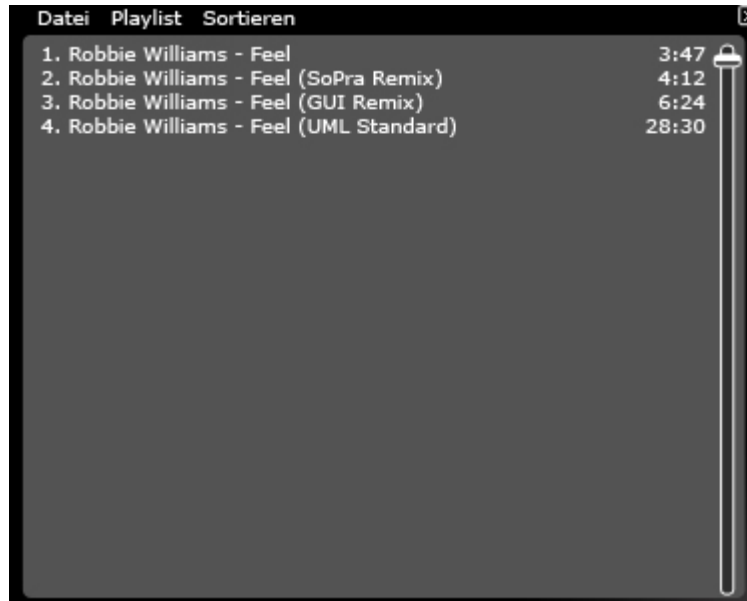 Datei Playlist Sortieren
1. Robbie Williams - Feel 3:47
2. Robbie Williams - Feel (SoPra Remix) 4:12
3. Robbie Williams - Feel (GUI Remix) 6:24
4. Robbie Williams - Feel (UML Standard) 28:30